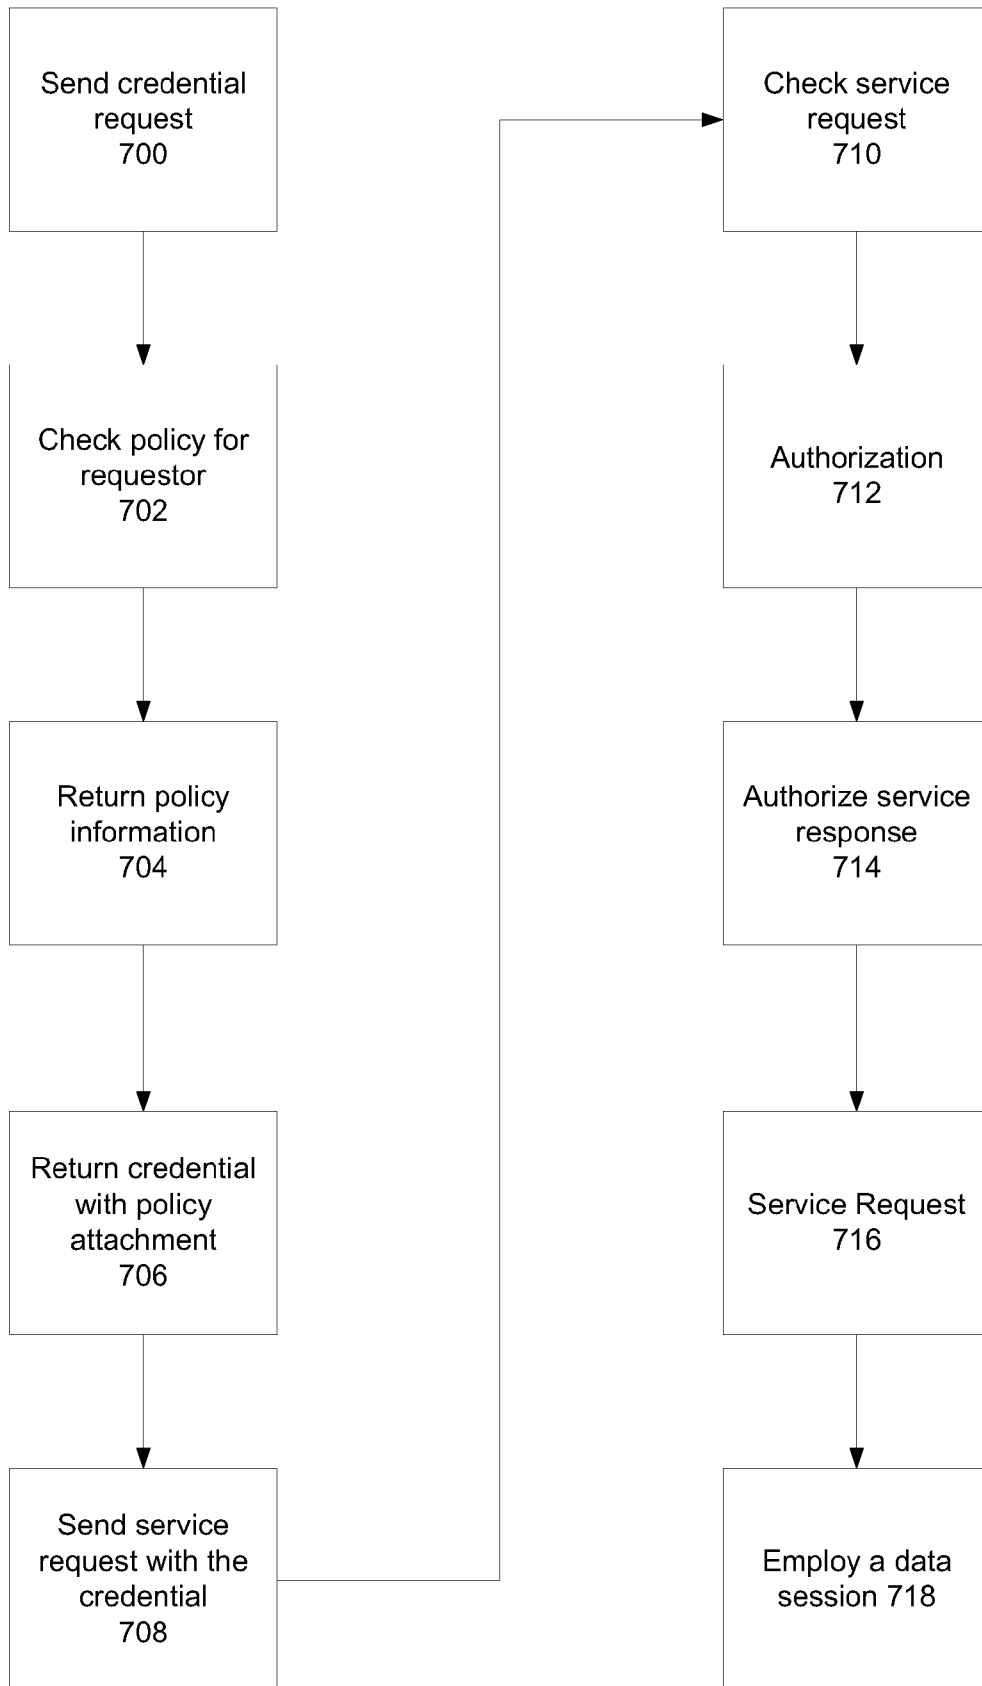 Send credential
request
700
Check policy for
requestor
702
Return policy
information
704
Return credential
with policy
attachment
706
Send service
request with the
credential
708
Check service
request
710
Authorization
712
Authorize service
response
714
Service Request
716
Employ a data
session 718